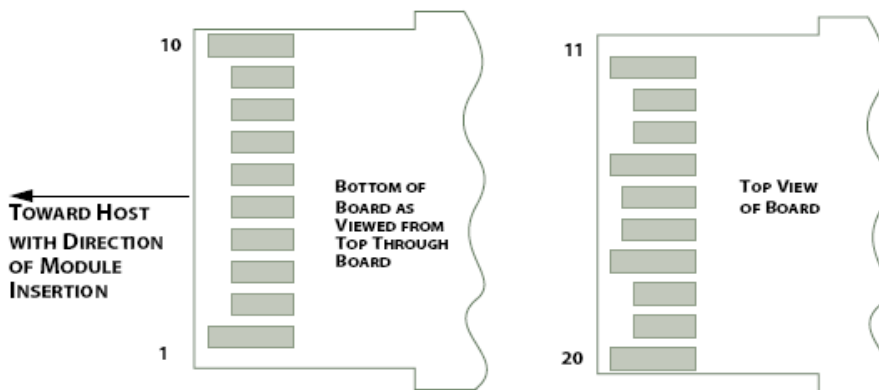 10
1
TOWARD HOST
WITH DIRECTION
OF MODULE
INSERTION
BOTTOM OF
BOARD AS
VIEWED FROM
TOP THROUGH
BOARD
11
20
TOP VIEW
OF BOARD